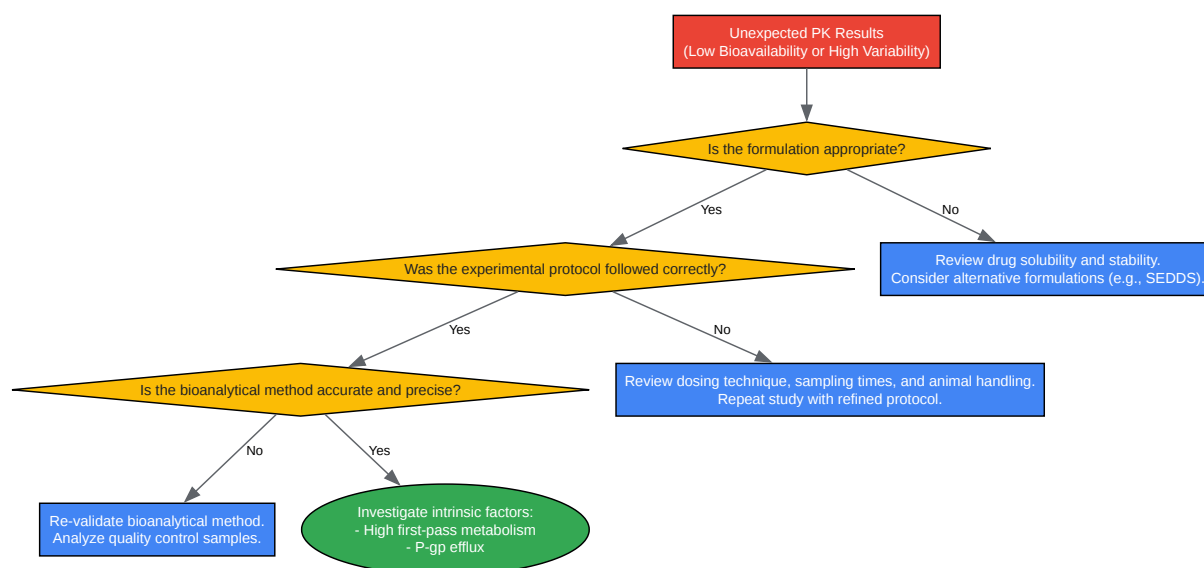 Unexpected PK Results
(Low Bioavailability or High Variability)
Is the formulation appropriate?
Yes
No
Was the experimental protocol followed correctly?
Review drug solubility and stability.
Consider alternative formulations (e.g., SEDDS).
Yes
No
Is the bioanalytical method accurate and precise?
Review dosing technique, sampling times, and animal handling.
Repeat study with refined protocol.
No
Yes
Re-validate bioanalytical method.
Analyze quality control samples.
Investigate intrinsic factors:
- High first-pass metabolism
- P-gp efflux